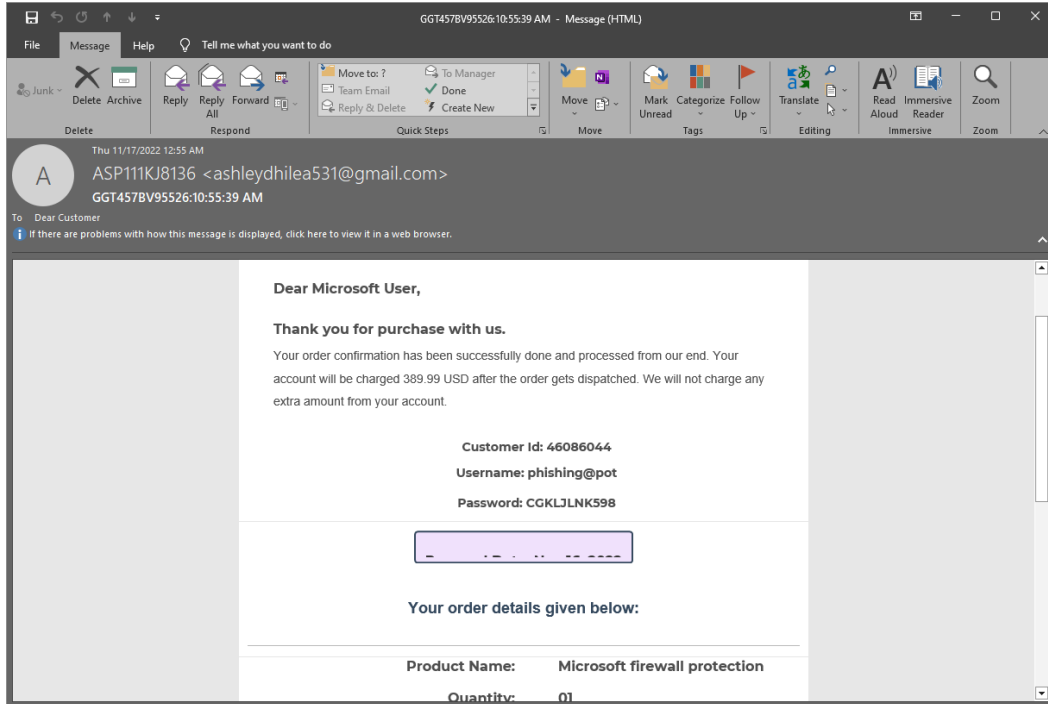 GGT457BV95526:10:55:39 AM - Message (HTML)
File Message Help Tell me what you want to do
Junk
Delete Archive
Reply Reply All Forward
Move to: ? To Manager
Team Email Done
Reply & Delete Create New
Move
Mark Unread Categorize Follow Up
Translate
Read Aloud Immersive Reader
Zoom
Delete Respond Quick Steps Move Tags Editing Immersive Zoom
Thu 11/17/2022 12:55 AM
A
ASP111KJ8136 <ashleydhilea531@gmail.com>
GGT457BV95526:10:55:39 AM
To Dear Customer
If there are problems with how this message is displayed, click here to view it in a web browser.
Dear Microsoft User,
Thank you for purchase with us.
Your order confirmation has been successfully done and processed from our end. Your
account will be charged 389.99 USD after the order gets dispatched. We will not charge any
extra amount from your account.
Customer Id: 46086044
Username: phishing@pot
Password: CGKLJLNK598
Your order details given below:
Product Name: Microsoft firewall protection
Quantity: 01